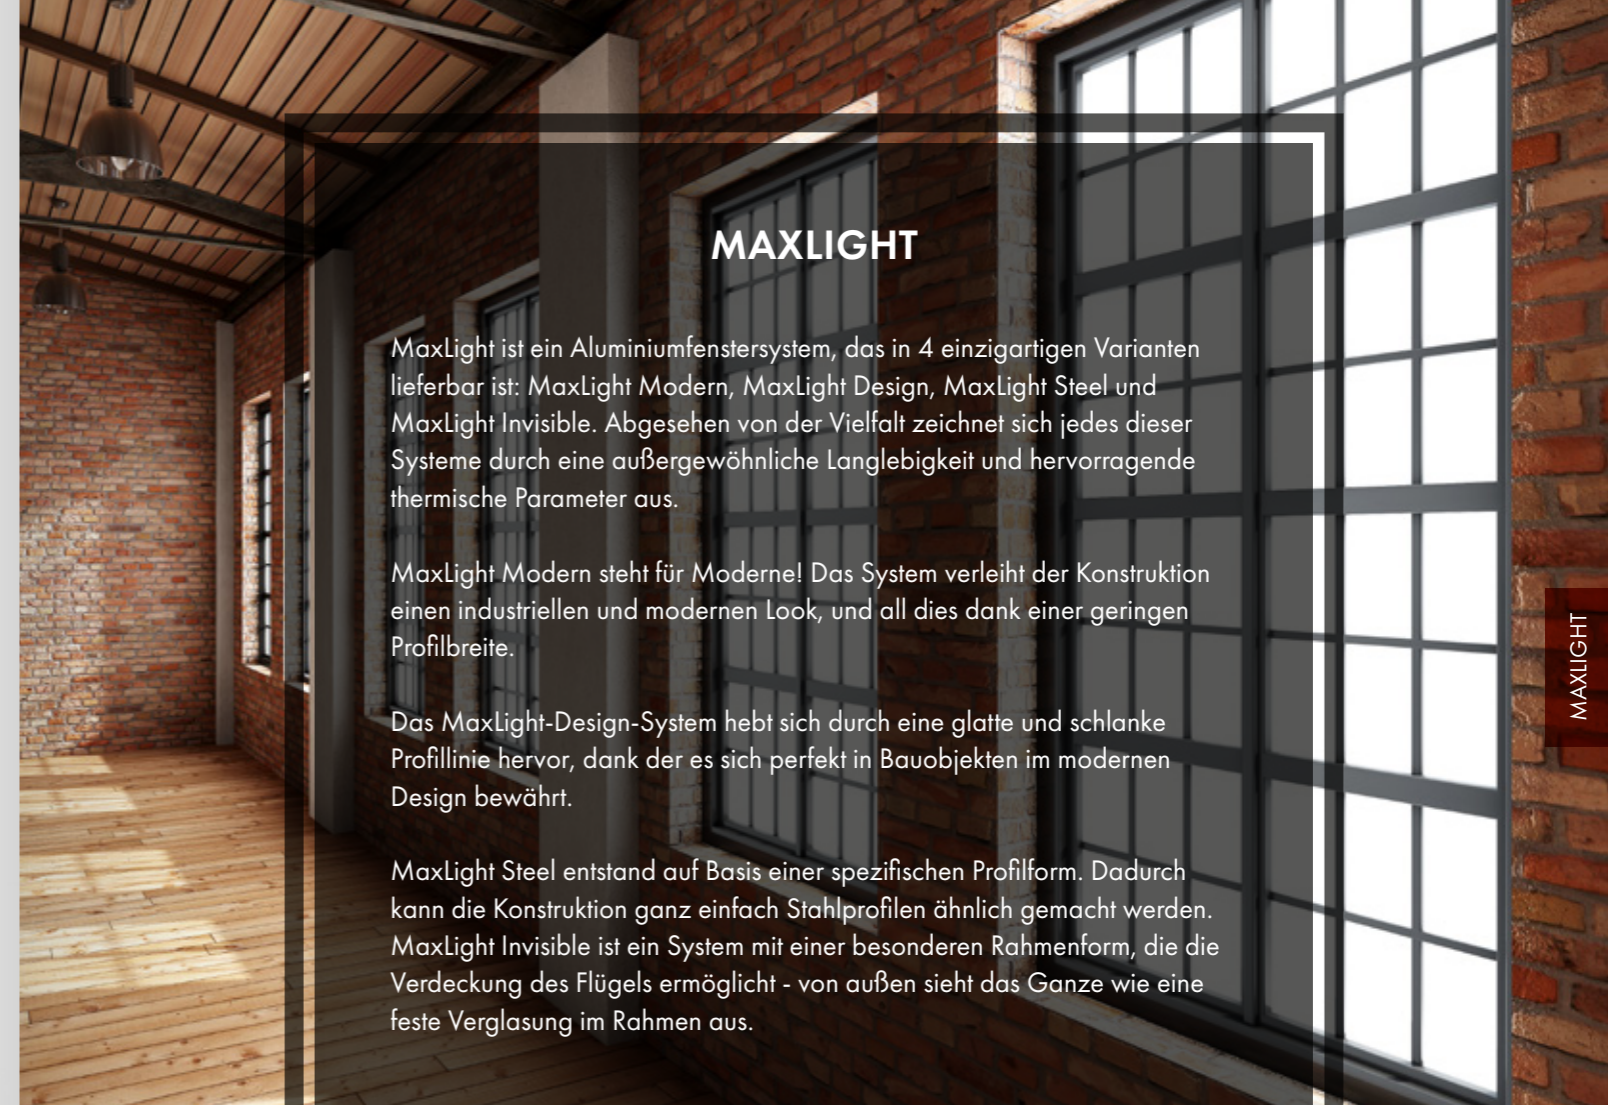 MAXLIGHT
MaxLight ist ein Aluminiumfenstersystem, das in 4 einzigartigen Varianten
lieferbar ist: MaxLight Modern, MaxLight Design, MaxLight Steel und
MaxLight Invisible. Abgesehen von der Vielfalt zeichnet sich jedes dieser
Systeme durch eine außergewöhnliche Langlebigkeit und hervorragende
thermische Parameter aus.
MaxLight Modern steht für Moderne! Das System verleiht der Konstruktion
einen industriellen und modernen Look, und all dies dank einer geringen
Profilbreite.
Das MaxLight-Design-System hebt sich durch eine glatte und schlanke
Profillinie hervor, dank der es sich perfekt in Bauobjekten im modernen
Design bewährt.
MaxLight Steel entstand auf Basis einer spezifischen Profilform. Dadurch
kann die Konstruktion ganz einfach Stahlprofilen ähnlich gemacht werden.
MaxLight Invisible ist ein System mit einer besonderen Rahmenform, die die
Verdeckung des Flügels ermöglicht - von außen sieht das Ganze wie eine
feste Verglasung im Rahmen aus.
MAXLIGHT